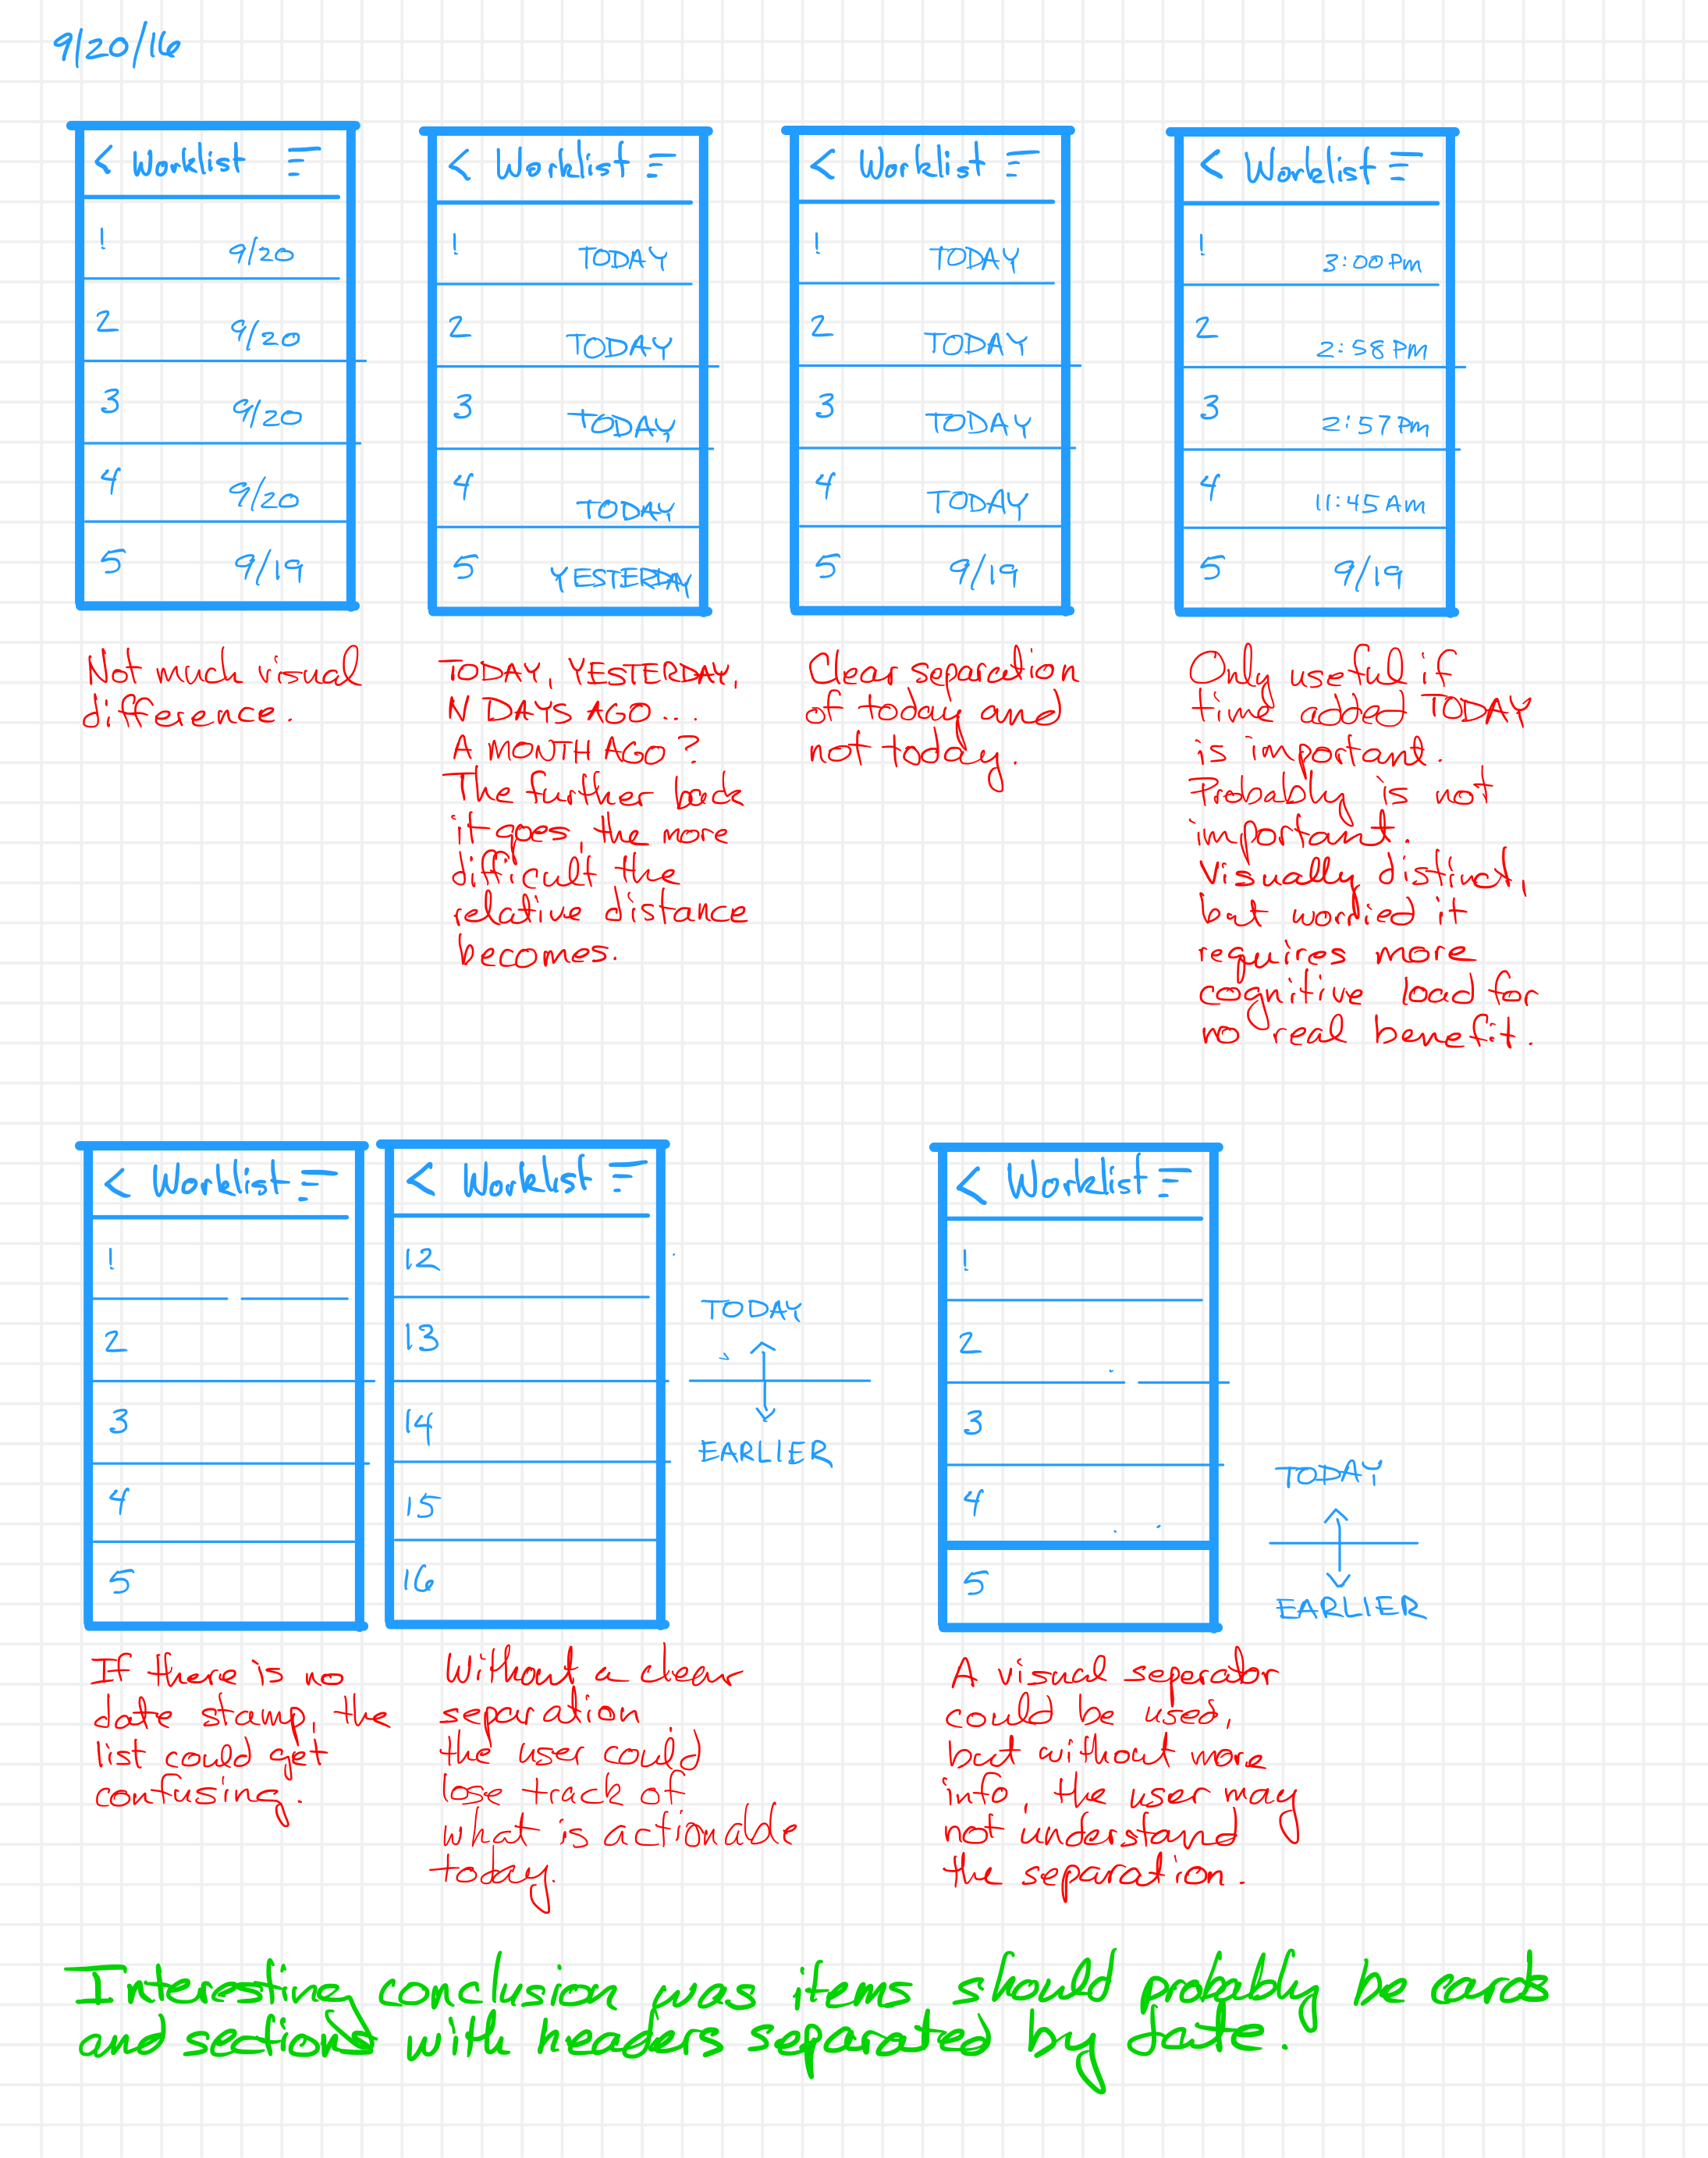 9/20/16
< Worklist
1 9/20
2 9/20
3 9/20
4 9/20
5 9/19
Not much visual
difference.
< Worklist
1 TODAY
2 TODAY
3 TODAY
4 TODAY
5 YESTERDAY
TODAY, YESTERDAY,
N DAYS AGO...
A MONTH AGO?
The further back
it goes, the more
difficult the
relative distance
becomes.
< Worklist
1 TODAY
2 TODAY
3 TODAY
4 TODAY
5 9/19
Clear separation
of today and
not today.
< Worklist
1 3:00 PM
2 2:58 PM
3 2:57 PM
4 11:45 AM
5 9/19
Only useful if
time added TODAY
is important.
Probably is not
important.
Visually distinct,
but worried it
requires more
cognitive load for
no real benefit.
< Worklist
1
2
3
4
5
If there is no
date stamp, the
list could get
confusing.
< Worklist
12
13
14
15
16
TODAY
EARLIER
Without a clear
separation
the user could
lose track of
what is actionable
today.
< Worklist
1
2
3
4
5
TODAY
EARLIER
A visual seperator
could be used,
but without more
info, the user may
not understand
the separation.
Interesting conclusion was items should probably be cards
and sections with headers separated by date.